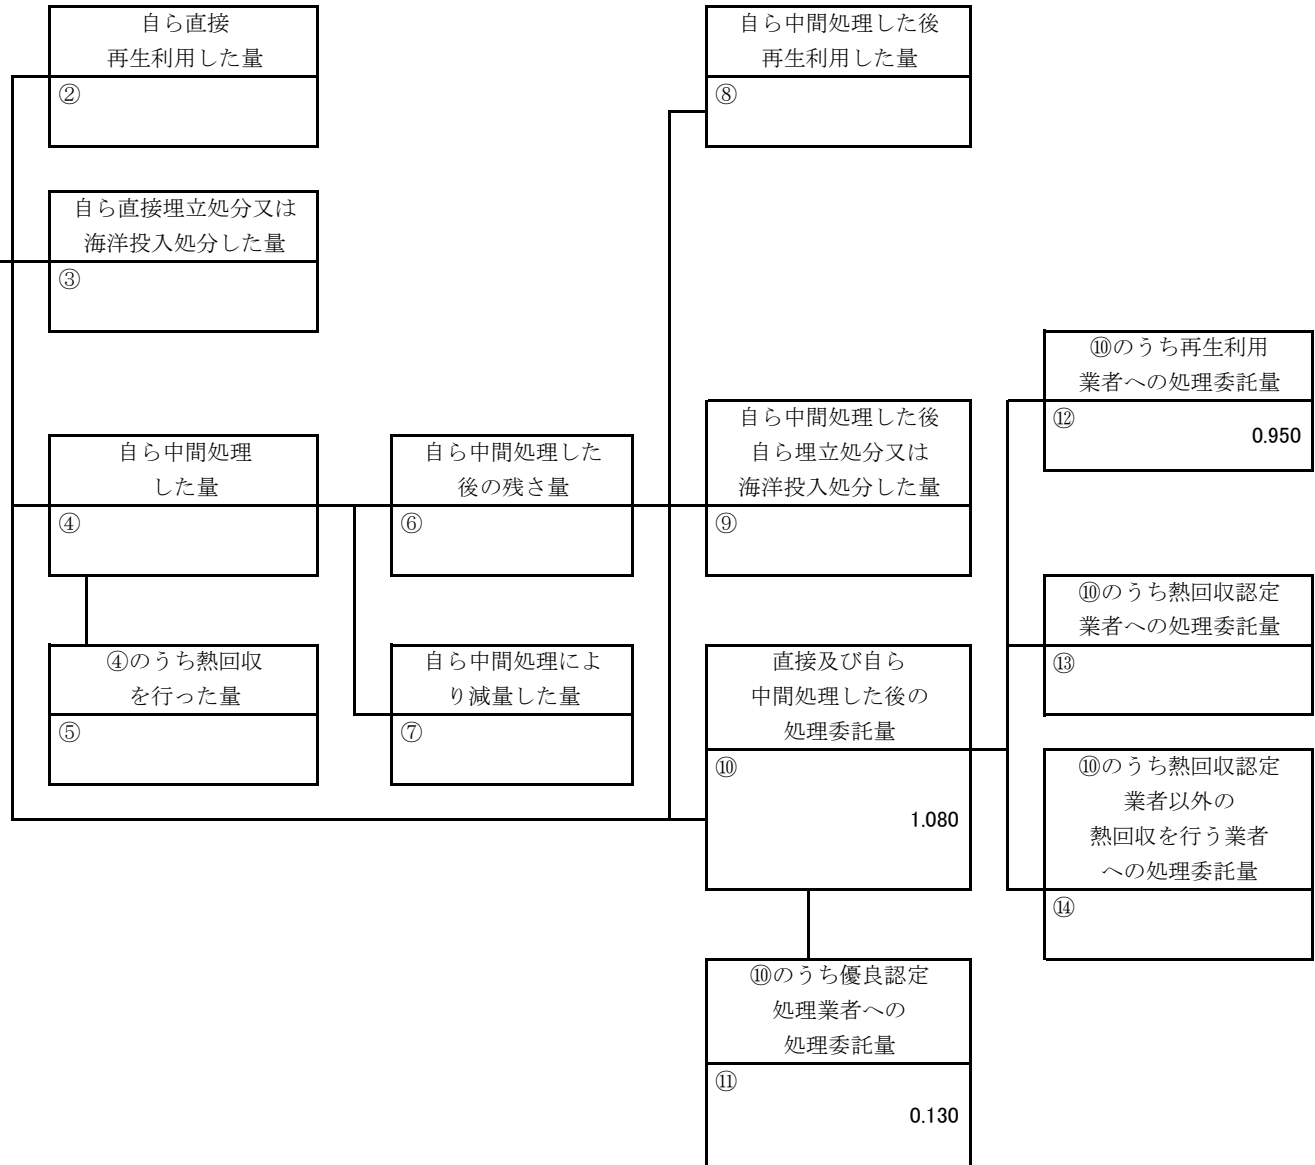 自ら直接
再生利用した量
②
自ら中間処理した後
再生利用した量
⑧
自ら直接埋立処分又は
海洋投入処分した量
③
⑩のうち再生利用
業者への処理委託量
⑫
0.950
自ら中間処理
した量
④
自ら中間処理した
後の残さ量
⑥
自ら中間処理した後
自ら埋立処分又は
海洋投入処分した量
⑨
⑩のうち熱回収認定
業者への処理委託量
⑬
④のうち熱回収
を行った量
⑤
自ら中間処理によ
り減量した量
⑦
直接及び自ら
中間処理した後の
処理委託量
⑩
1.080
⑩のうち熱回収認定
業者以外の
熱回収を行う業者
への処理委託量
⑭
⑩のうち優良認定
処理業者への
処理委託量
⑪
0.130